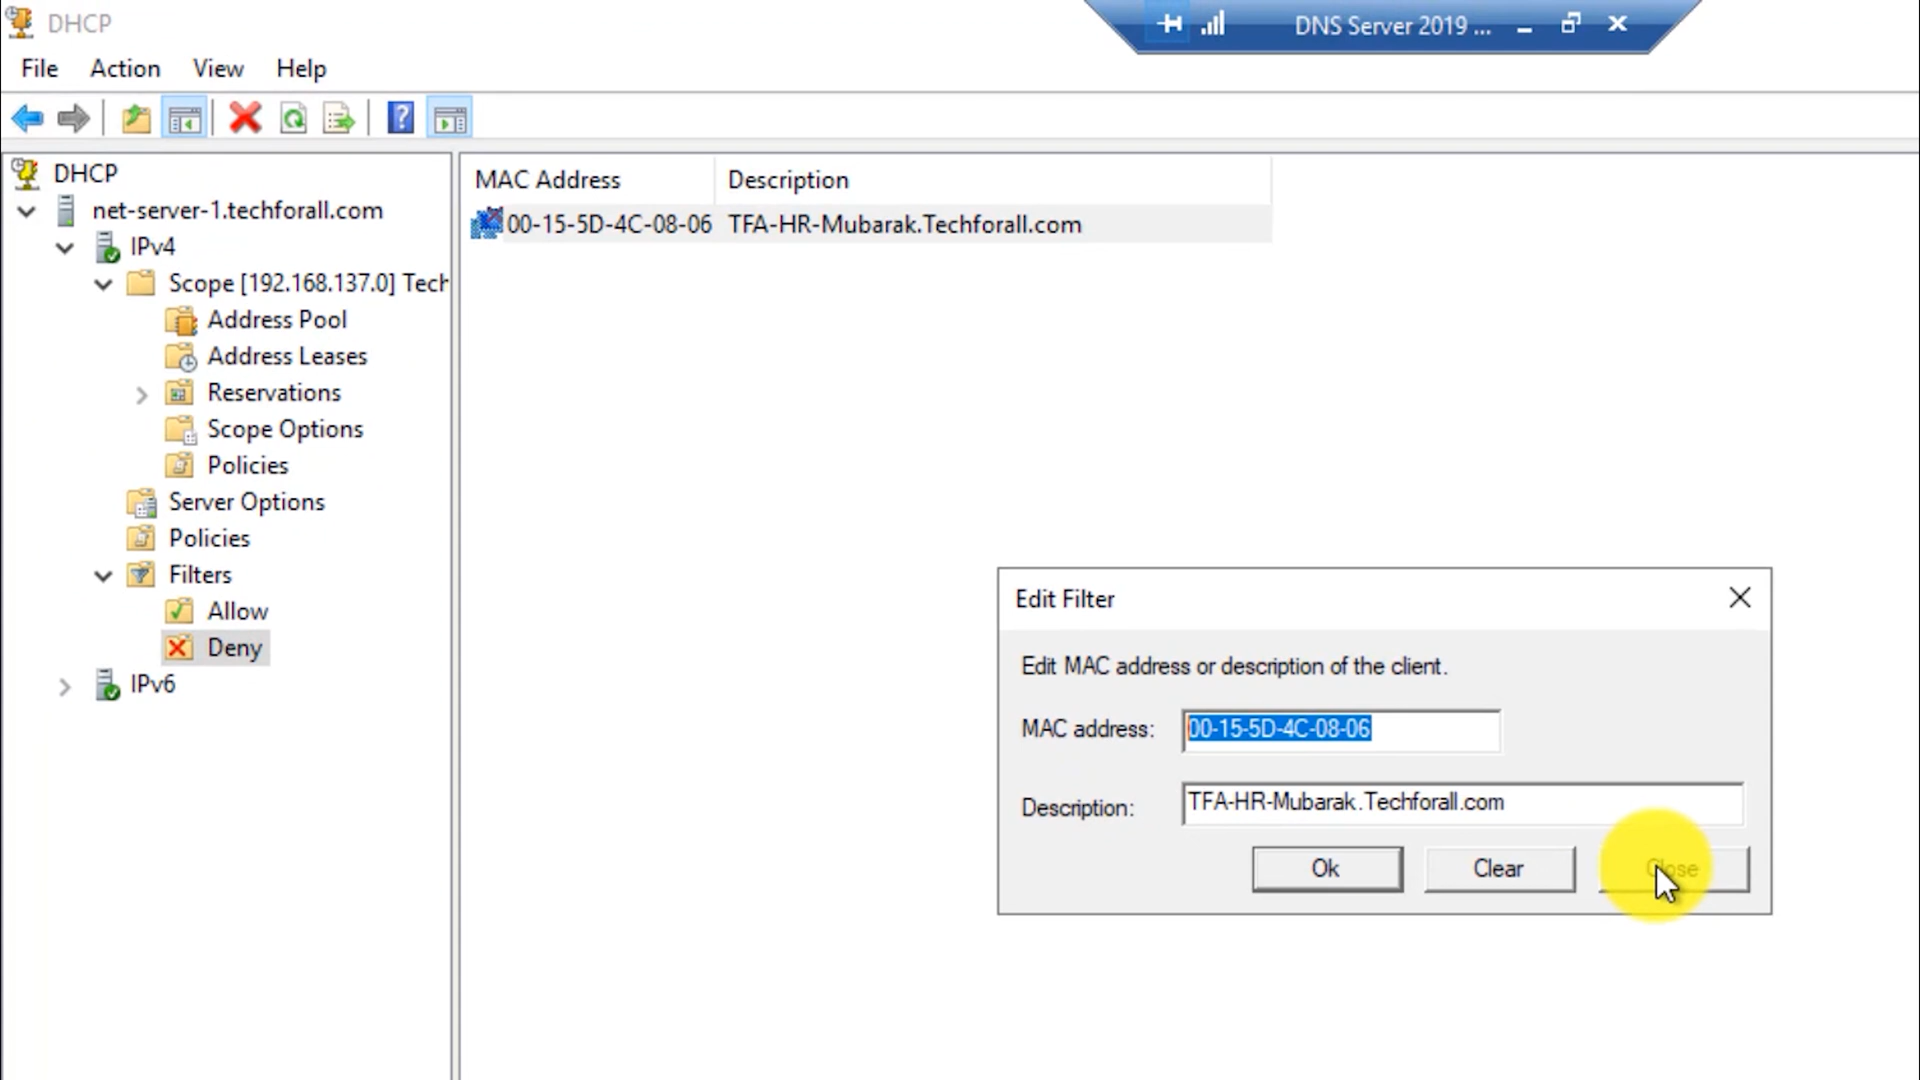 DHCP
DNS Server 2019 ...
File Action View Help
DHCP
net-server-1.techforall.com
IPv4
Scope [192.168.137.0] Tech
Address Pool
Address Leases
Reservations
Scope Options
Policies
Server Options
Policies
Filters
Allow
Deny
IPv6
MAC Address Description
00-15-5D-4C-08-06 TFA-HR-Mubarak.Techforall.com
Edit Filter
Edit MAC address or description of the client.
MAC address: 00-15-5D-4C-08-06
Description: TFA-HR-Mubarak.Techforall.com
Ok Clear Close